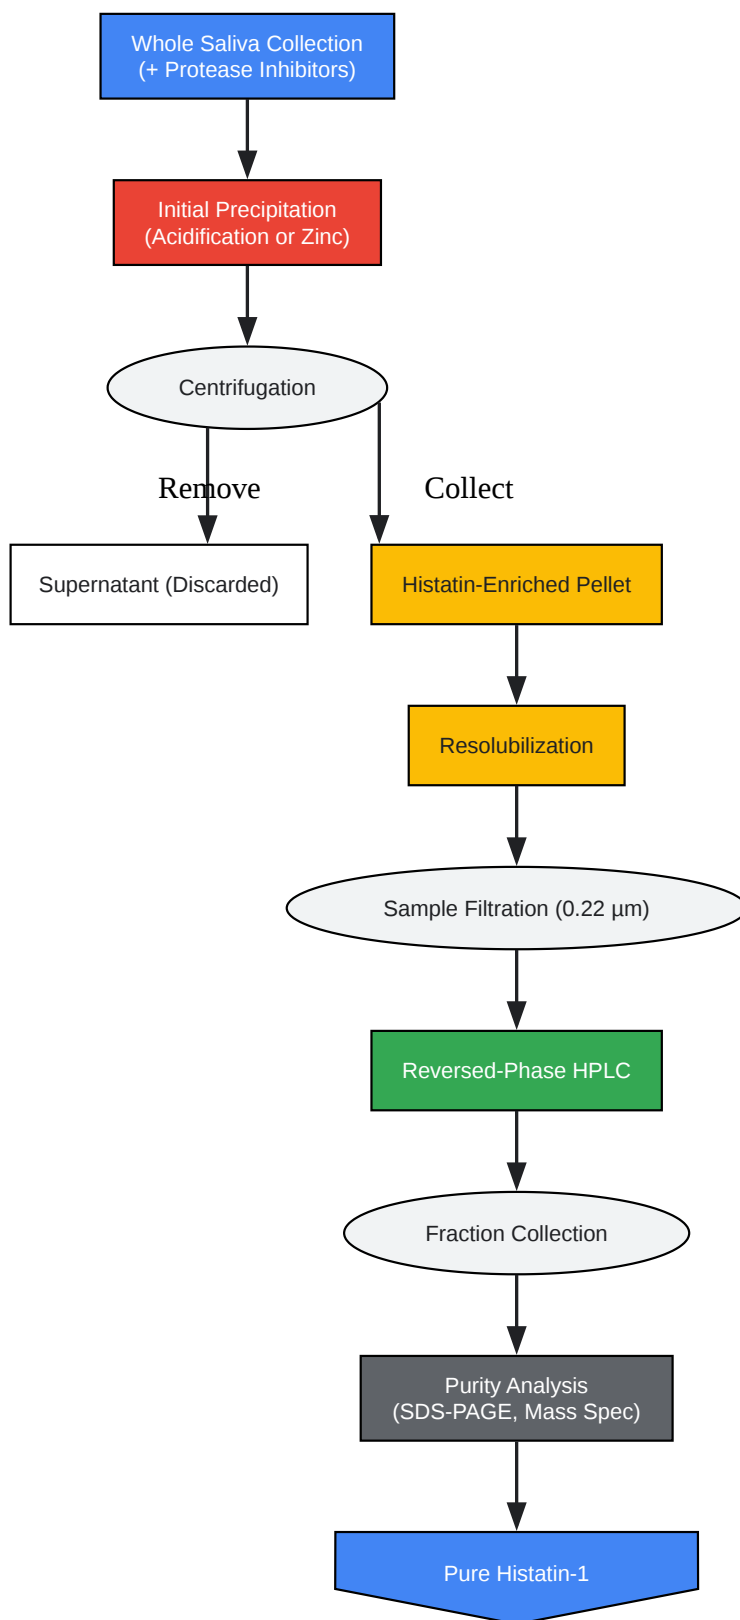 Whole Saliva Collection
(+ Protease Inhibitors)
Initial Precipitation
(Acidification or Zinc)
Centrifugation
Remove
Collect
Supernatant (Discarded)
Histatin-Enriched Pellet
Resolubilization
Sample Filtration (0.22 µm)
Reversed-Phase HPLC
Fraction Collection
Purity Analysis
(SDS-PAGE, Mass Spec)
Pure Histatin-1